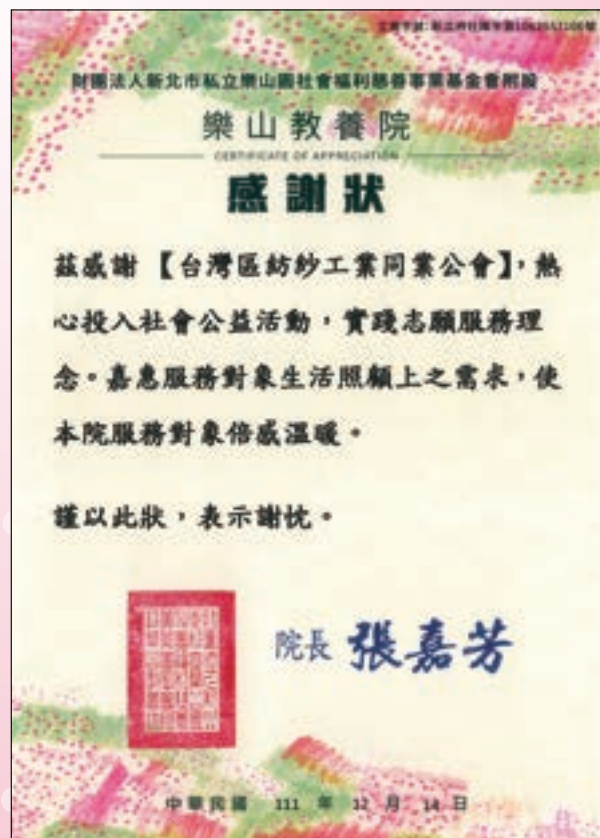 財團法人新北市私立樂山園社會福利慈善事業基金會附設
樂山教養院
CERTIFICATE OF APPRECIATION
感謝狀
茲感謝【台灣區紡紗工業同業公會】，熱
心投入社會公益活動，實踐志願服務理
念。嘉惠服務對象生活照顧上之需求，使
本院服務對象倍感溫暖。
謹以此狀，表示謝忱。
院長 張嘉芳
中華民國 111 年 12 月 14 日